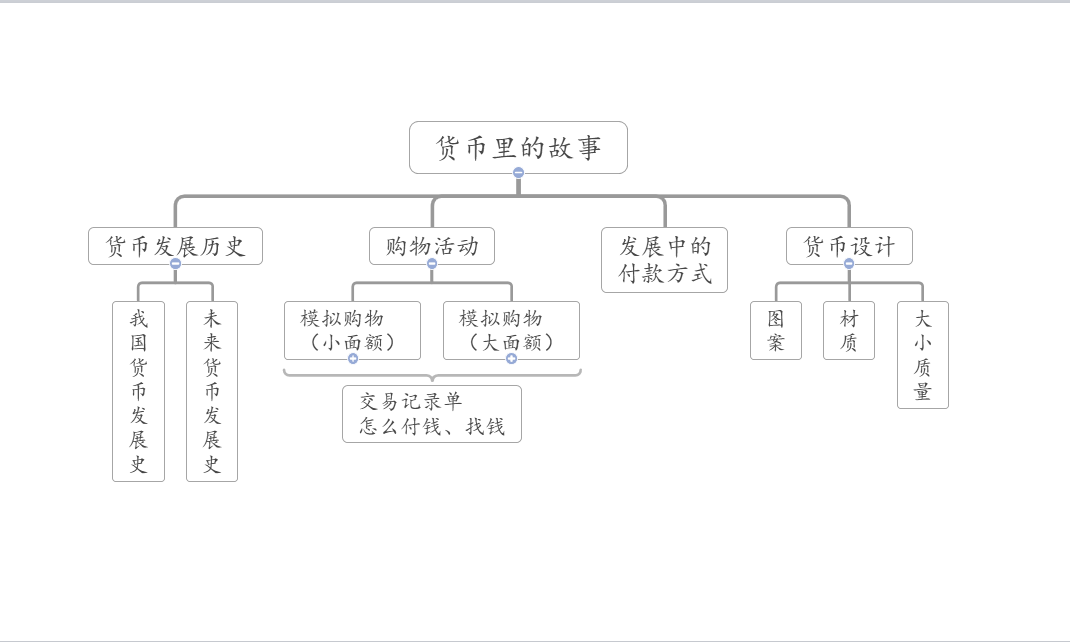 货币里的故事
货币发展历史
购物活动
发展中的
付款方式
货币设计
我国货币发展史
未来货币发展史
模拟购物
（小面额）
模拟购物
（大面额）
交易记录单
怎么付钱、找钱
图案
材质
大小质量